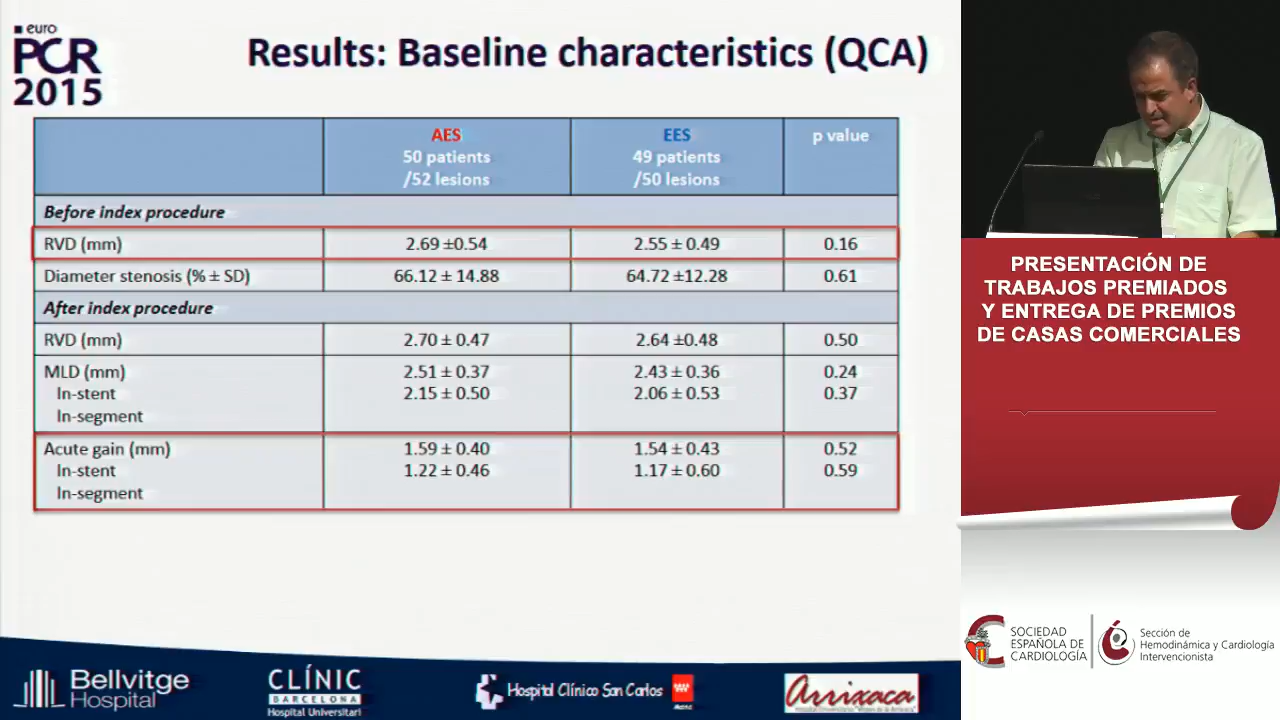 euro
PCR
2015
Results: Baseline characteristics (QCA)
AES
50 patients
/52 lesions
EES
49 patients
/50 lesions
p value
Before index procedure
RVD (mm) 2.69 ±0.54 2.55 ± 0.49 0.16
Diameter stenosis (% ± SD) 66.12 ± 14.88 64.72 ±12.28 0.61
After index procedure
RVD (mm) 2.70 ± 0.47 2.64 ±0.48 0.50
MLD (mm) 2.51 ± 0.37 2.43 ± 0.36 0.24
In-stent 2.15 ± 0.50 2.06 ± 0.53 0.37
In-segment
Acute gain (mm) 1.59 ± 0.40 1.54 ± 0.43 0.52
In-stent 1.22 ± 0.46 1.17 ± 0.60 0.59
In-segment
Bellvitge
Hospital
CLÍNIC
BARCELONA
Hospital Universitari
Hospital Clínico San Carlos
Arrixaca
PRESENTACIÓN DE
TRABAJOS PREMIADOS
Y ENTREGA DE PREMIOS
DE CASAS COMERCIALES
SOCIEDAD
ESPAÑOLA DE
CARDIOLOGÍA
Sección de
Hemodinámica y Cardiología
Intervencionista